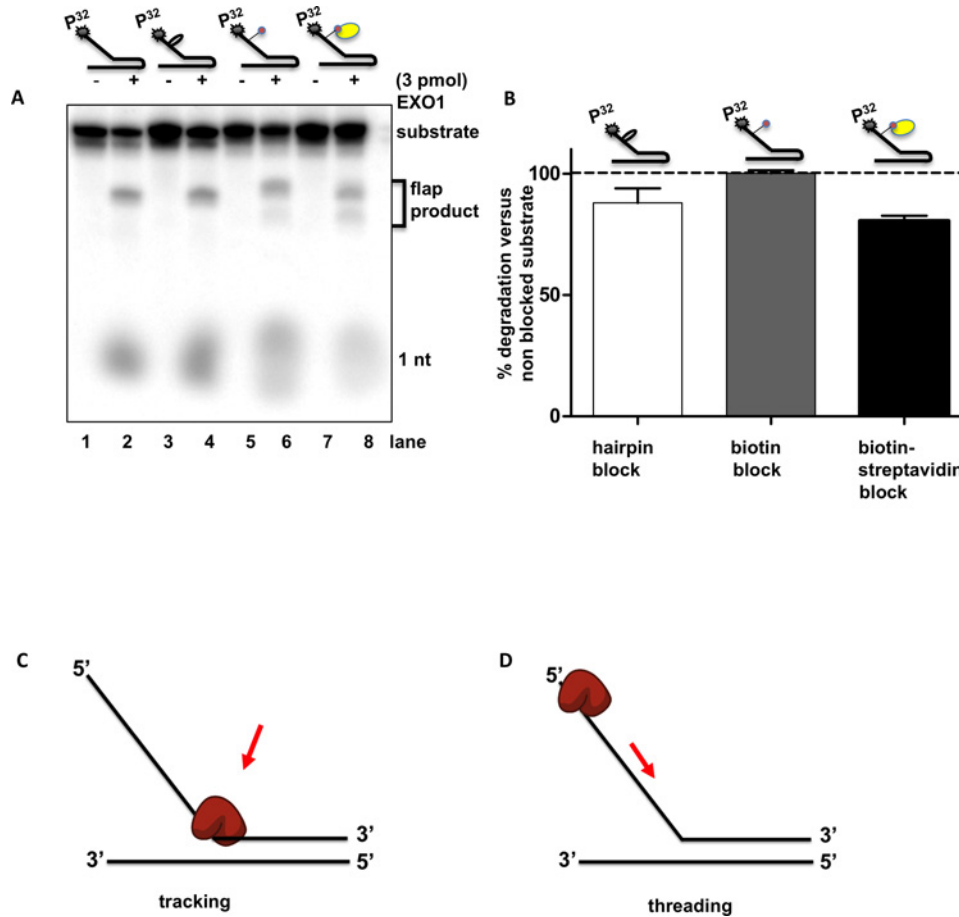 P32 P32 P32 P32
- + - + - + - + (3 pmol)
A EXO1
substrate
flap
product
1 nt
1 2 3 4 5 6 7 8 lane
B
P32 P32 P32
% degradation versus
non blocked substrate
100
50
0
hairpin
block
biotin
block
biotin-
streptavidin
block
C
5'
3'
3' 5'
tracking
D
5'
3'
3' 5'
threading